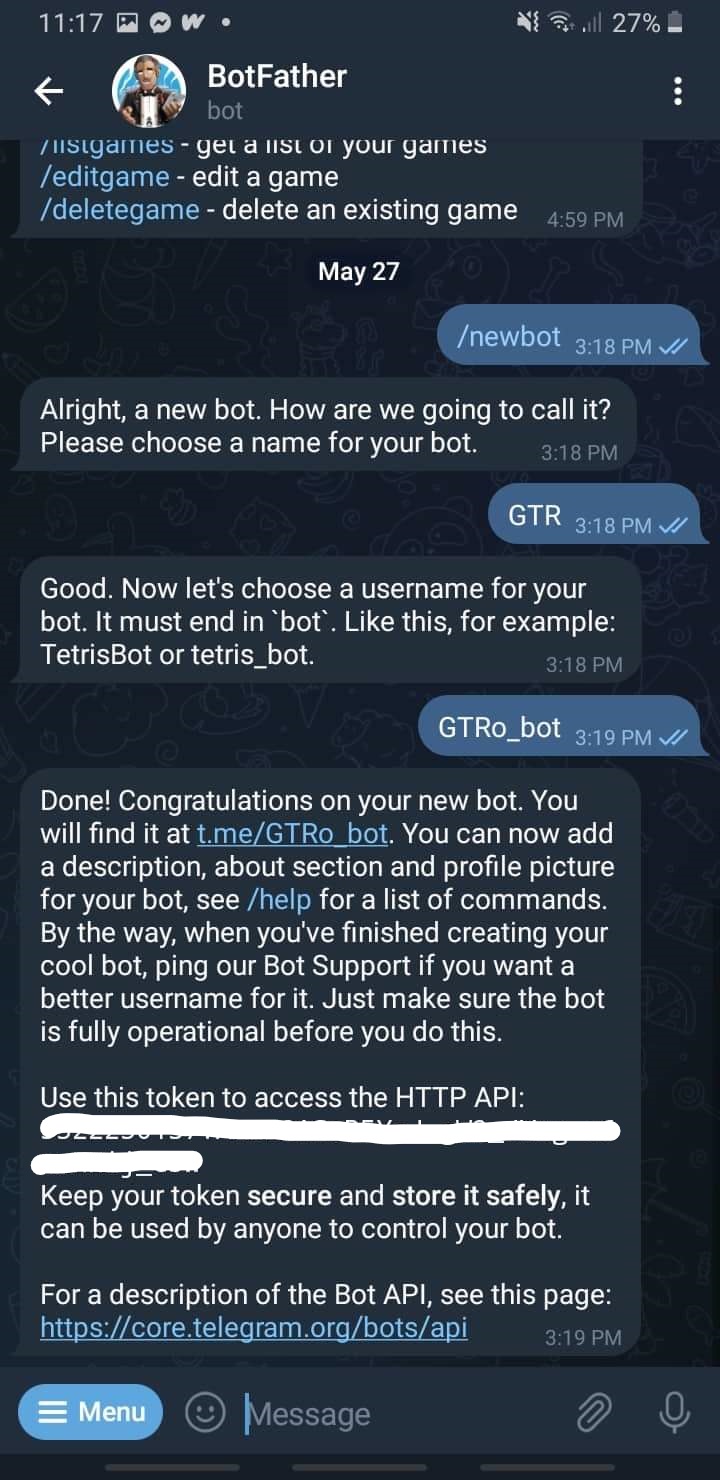 11:17
27%
BotFather
bot
/listgames - get a list of your games
/editgame - edit a game
/deletegame - delete an existing game 4:59 PM
May 27
/newbot 3:18 PM
Alright, a new bot. How are we going to call it?
Please choose a name for your bot. 3:18 PM
GTR 3:18 PM
Good. Now let's choose a username for your
bot. It must end in `bot`. Like this, for example:
TetrisBot or tetris_bot. 3:18 PM
GTRo_bot 3:19 PM
Done! Congratulations on your new bot. You
will find it at t.me/GTRo_bot. You can now add
a description, about section and profile picture
for your bot, see /help for a list of commands.
By the way, when you've finished creating your
cool bot, ping our Bot Support if you want a
better username for it. Just make sure the bot
is fully operational before you do this.
Use this token to access the HTTP API:
Keep your token secure and store it safely, it
can be used by anyone to control your bot.
For a description of the Bot API, see this page:
https://core.telegram.org/bots/api 3:19 PM
Menu
Message